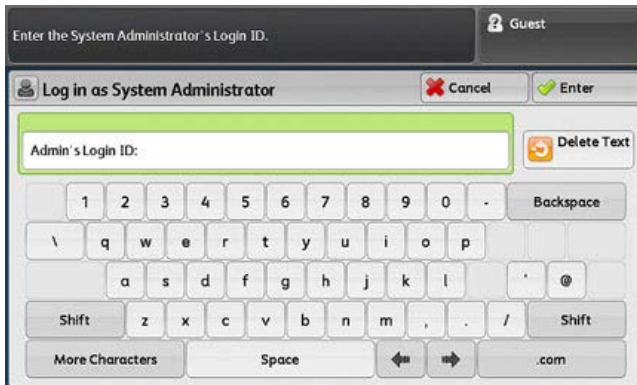 Enter the System Administrator's Login ID.
Guest
Log in as System Administrator
Cancel
Enter
Admin's Login ID:
Delete Text
1 2 3 4 5 6 7 8 9 0 - Backspace
\ q w e r t y u i o p
a s d f g h j k l ' @
Shift z x c v b n m , . / Shift
More Characters Space .com